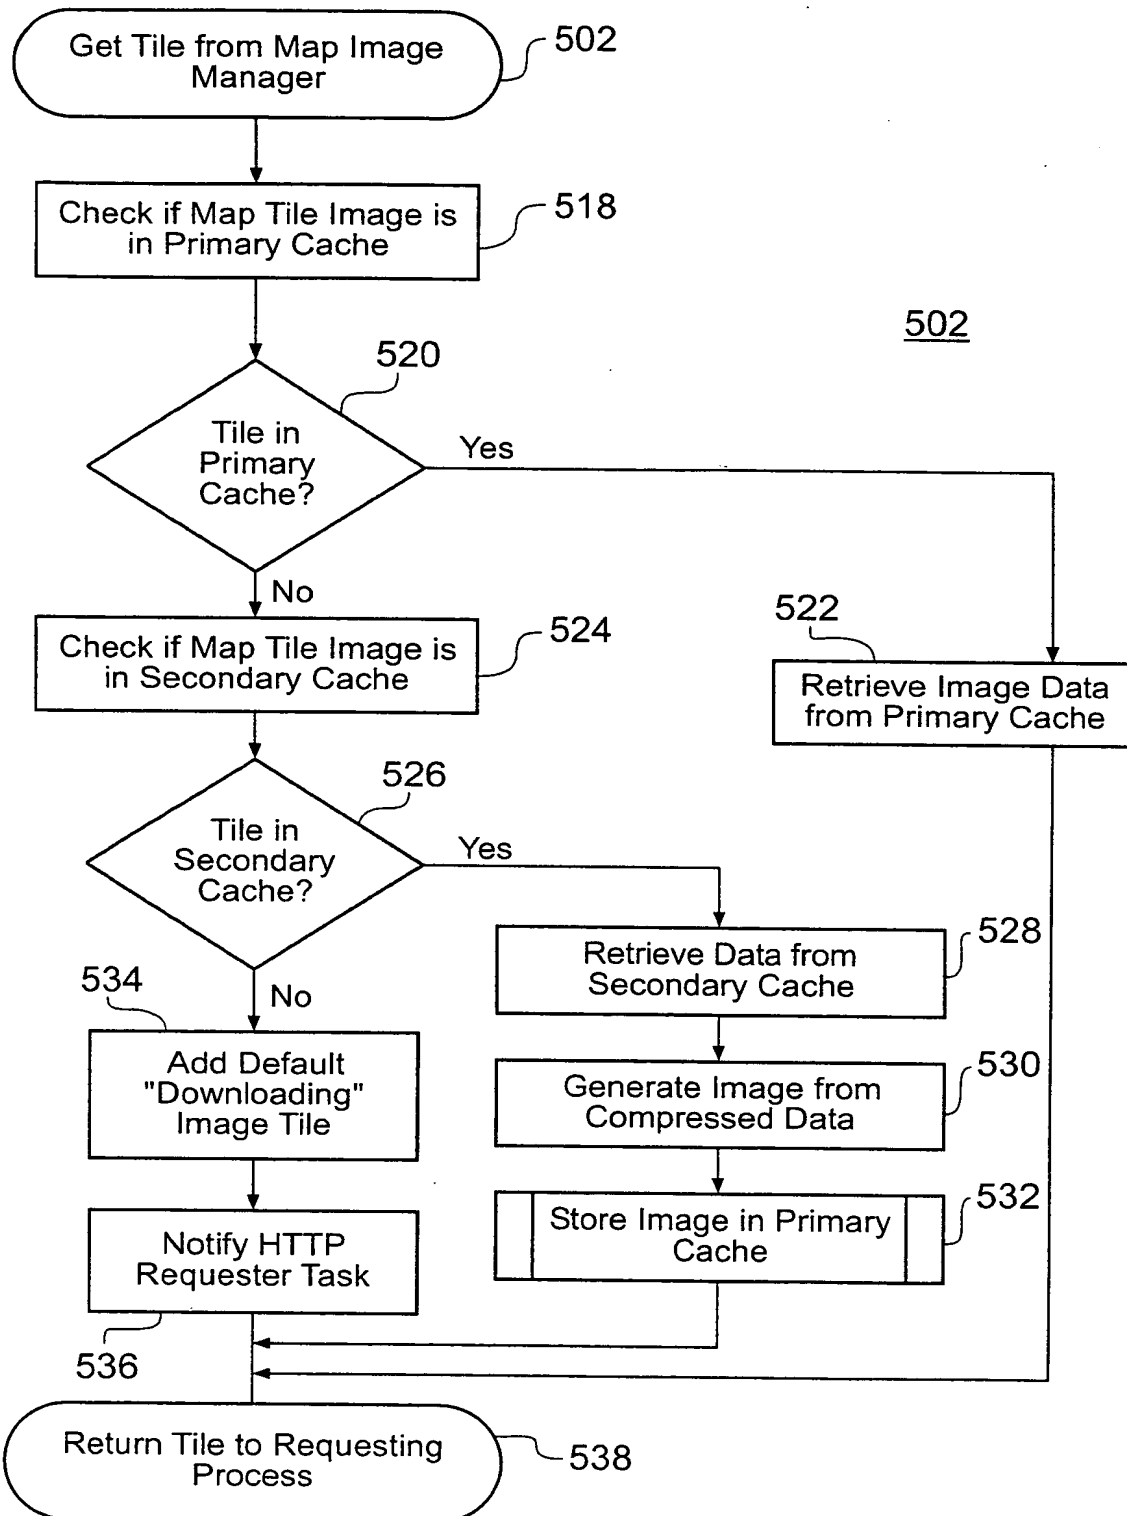 Get Tile from Map Image
Manager
502
Check if Map Tile Image is
in Primary Cache
518
502
520
Tile in
Primary
Cache?
Yes
No
Check if Map Tile Image is
in Secondary Cache
524
522
Retrieve Image Data
from Primary Cache
526
Tile in
Secondary
Cache?
Yes
No
528
Retrieve Data from
Secondary Cache
534
Add Default
"Downloading"
Image Tile
530
Generate Image from
Compressed Data
532
Store Image in Primary
Cache
Notify HTTP
Requester Task
536
Return Tile to Requesting
Process
538